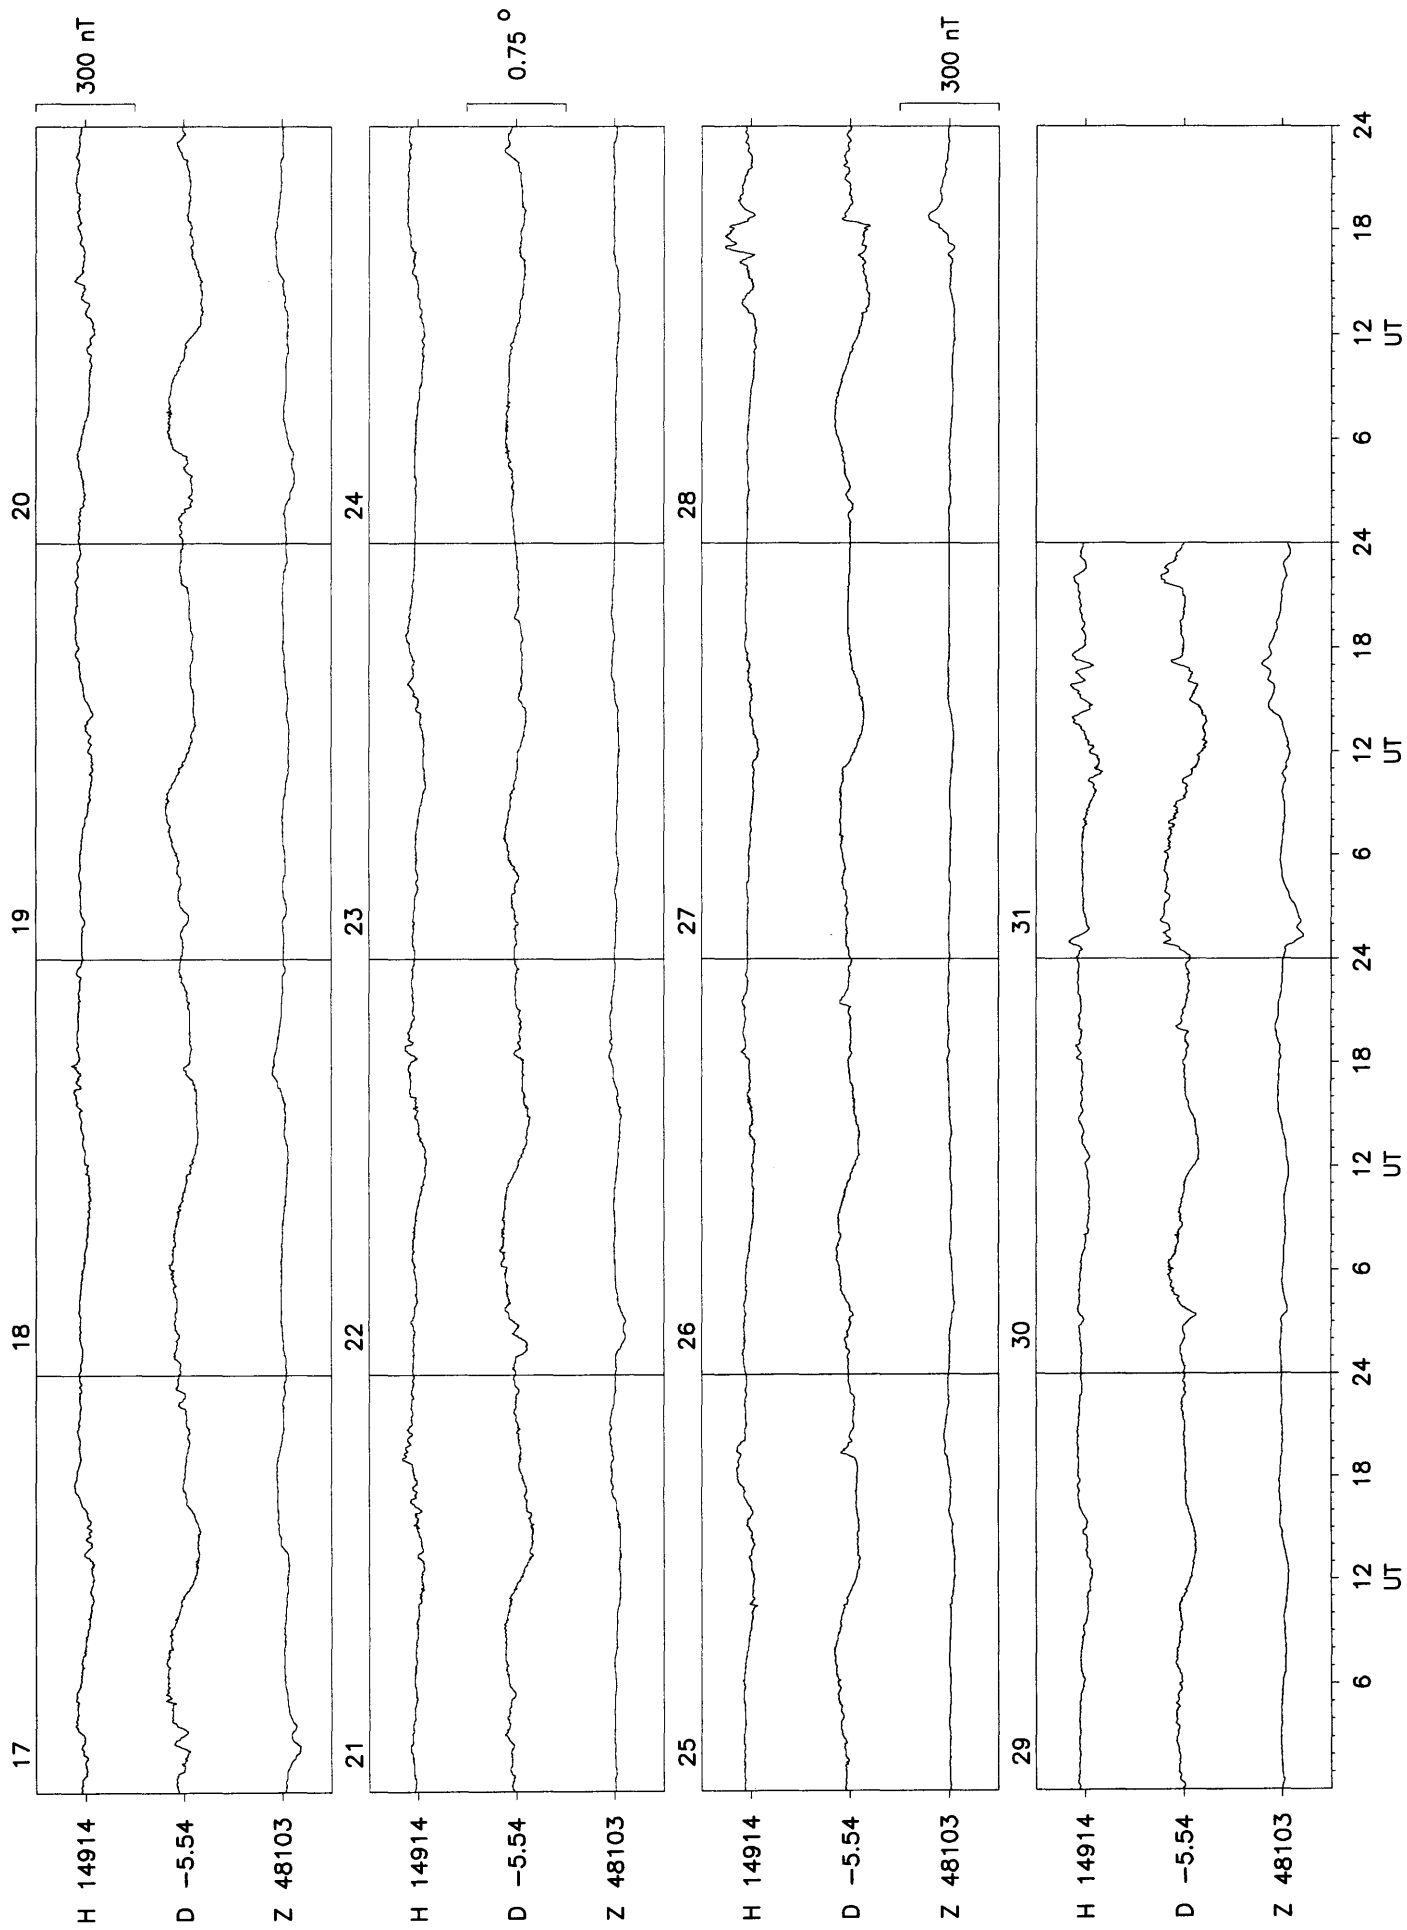 17 18 19 20
H 14914
D −5.54
Z 48103
300 nT
21 22 23 24
H 14914
D −5.54
Z 48103
0.75 °
25 26 27 28
H 14914
D −5.54
Z 48103
300 nT
29 30 31
H 14914
D −5.54
Z 48103
6 12 18 24 6 12 18 24 6 12 18 24 6 12 18 24
UT UT UT UT